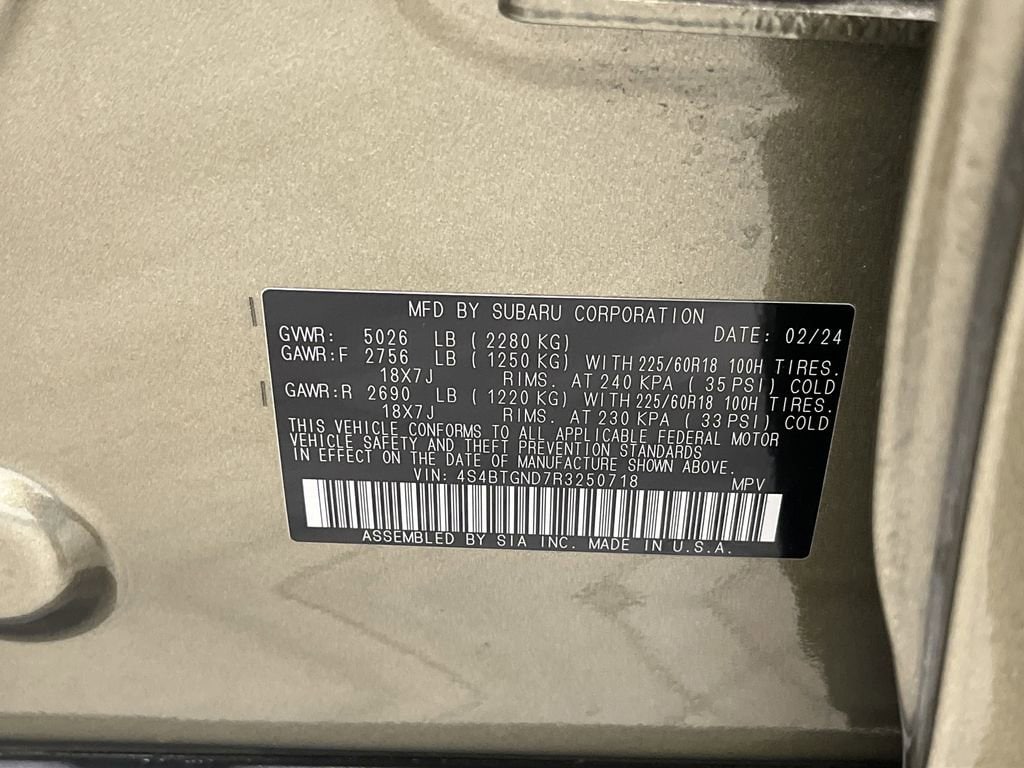 MFD BY SUBARU CORPORATION
GVWR: 5026 LB ( 2280 KG) DATE: 02/24
GAWR:F 2756 LB ( 1250 KG) WITH 225/60R18 100H TIRES.
18X7J RIMS. AT 240 KPA ( 35 PSI) COLD
GAWR:R 2690 LB ( 1220 KG) WITH 225/60R18 100H TIRES.
18X7J RIMS. AT 230 KPA ( 33 PSI) COLD
THIS VEHICLE CONFORMS TO ALL APPLICABLE FEDERAL MOTOR
VEHICLE SAFETY AND THEFT PREVENTION STANDARDS
IN EFFECT ON THE DATE OF MANUFACTURE SHOWN ABOVE.
VIN: 4S4BTGND7R3250718 MPV
ASSEMBLED BY SIA INC. MADE IN U.S.A.